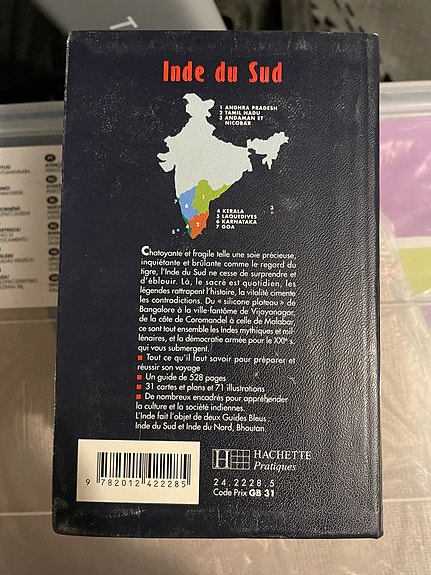 Inde du Sud
1 ANDHRA PRADESH
2 TAMIL NADU
3 ANDAMAN ET
NICOBAR
1
2
3
4
5
6
7
4 KERALA
5 LAQUEDIVES
6 KARNATAKA
7 GOA
Chatoyante et fragile telle une soie précieuse,
inquiétante et brûlante comme le regard du
tigre, l'Inde du Sud ne cesse de surprendre et
d'éblouir. Là, le sacré est quotidien, les
légendes rattrapent l'histoire, la vitalité cimente
les contradictions. Du « silicone plateau » de
Bangalore à la ville-fantôme de Vijayanagar,
de la côte de Coromandel à celle de Malabar
ce sont tout ensemble les Indes mythiques et mil-
lénaires, et la démocratie armée pour le XXIe s.
qui vous submergent.
Tout ce qu'il faut savoir pour préparer et
réussir son voyage
Un guide de 528 pages
31 cartes et plans et 71 illustrations
De nombreux encadrés pour appréhender
la culture et la société indiennes.
L'Inde fait l'objet de deux Guides Bleus
Inde du Sud et Inde du Nord, Bhoutan.
9 782012 422285
H HACHETTE
Pratiques
24.2228.5
Code Prix GB 31